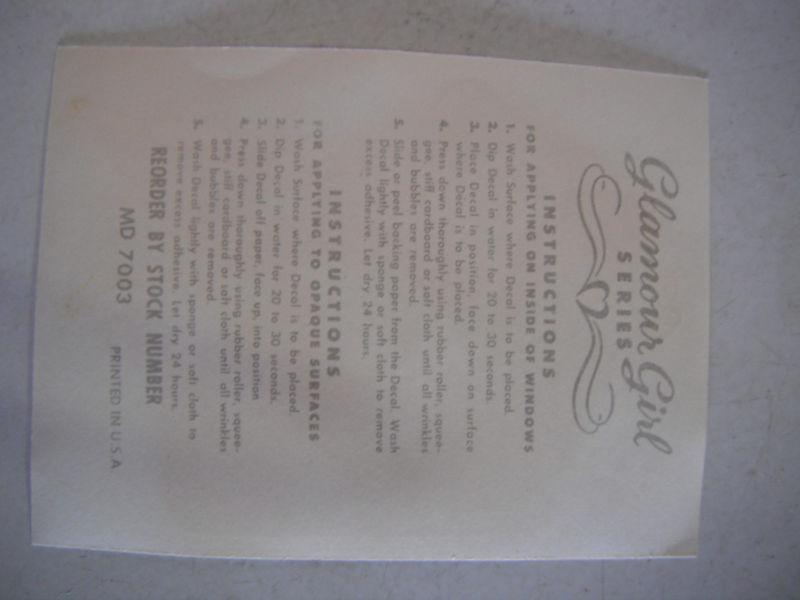 Glamour Girl
SERIES
INSTRUCTIONS
FOR APPLYING ON INSIDE OF WINDOWS
1. Wash Surface where Decal is to be placed.
2. Dip Decal in water for 20 to 30 seconds.
3. Place Decal in position, face down on surface
where Decal is to be placed.
4. Press down thoroughly using rubber roller, squee-
gee, stiff cardboard or soft cloth until all wrinkles
and bubbles are removed.
5. Slide or peel backing paper from the Decal. Wash
Decal lightly with sponge or soft cloth to remove
excess adhesive. Let dry 24 hours.
INSTRUCTIONS
FOR APPLYING TO OPAQUE SURFACES
1. Wash Surface where Decal is to be placed.
2. Dip Decal in water for 20 to 30 seconds.
3. Slide Decal off paper, face up, into position
4. Press down thoroughly using rubber roller, squee-
gee, stiff cardboard or soft cloth until all wrinkles
and bubbles are removed.
5. Wash Decal lightly with sponge or soft cloth to
remove excess adhesive. Let dry 24 hours.
REORDER BY STOCK NUMBER
MD 7003 PRINTED IN U.S.A.